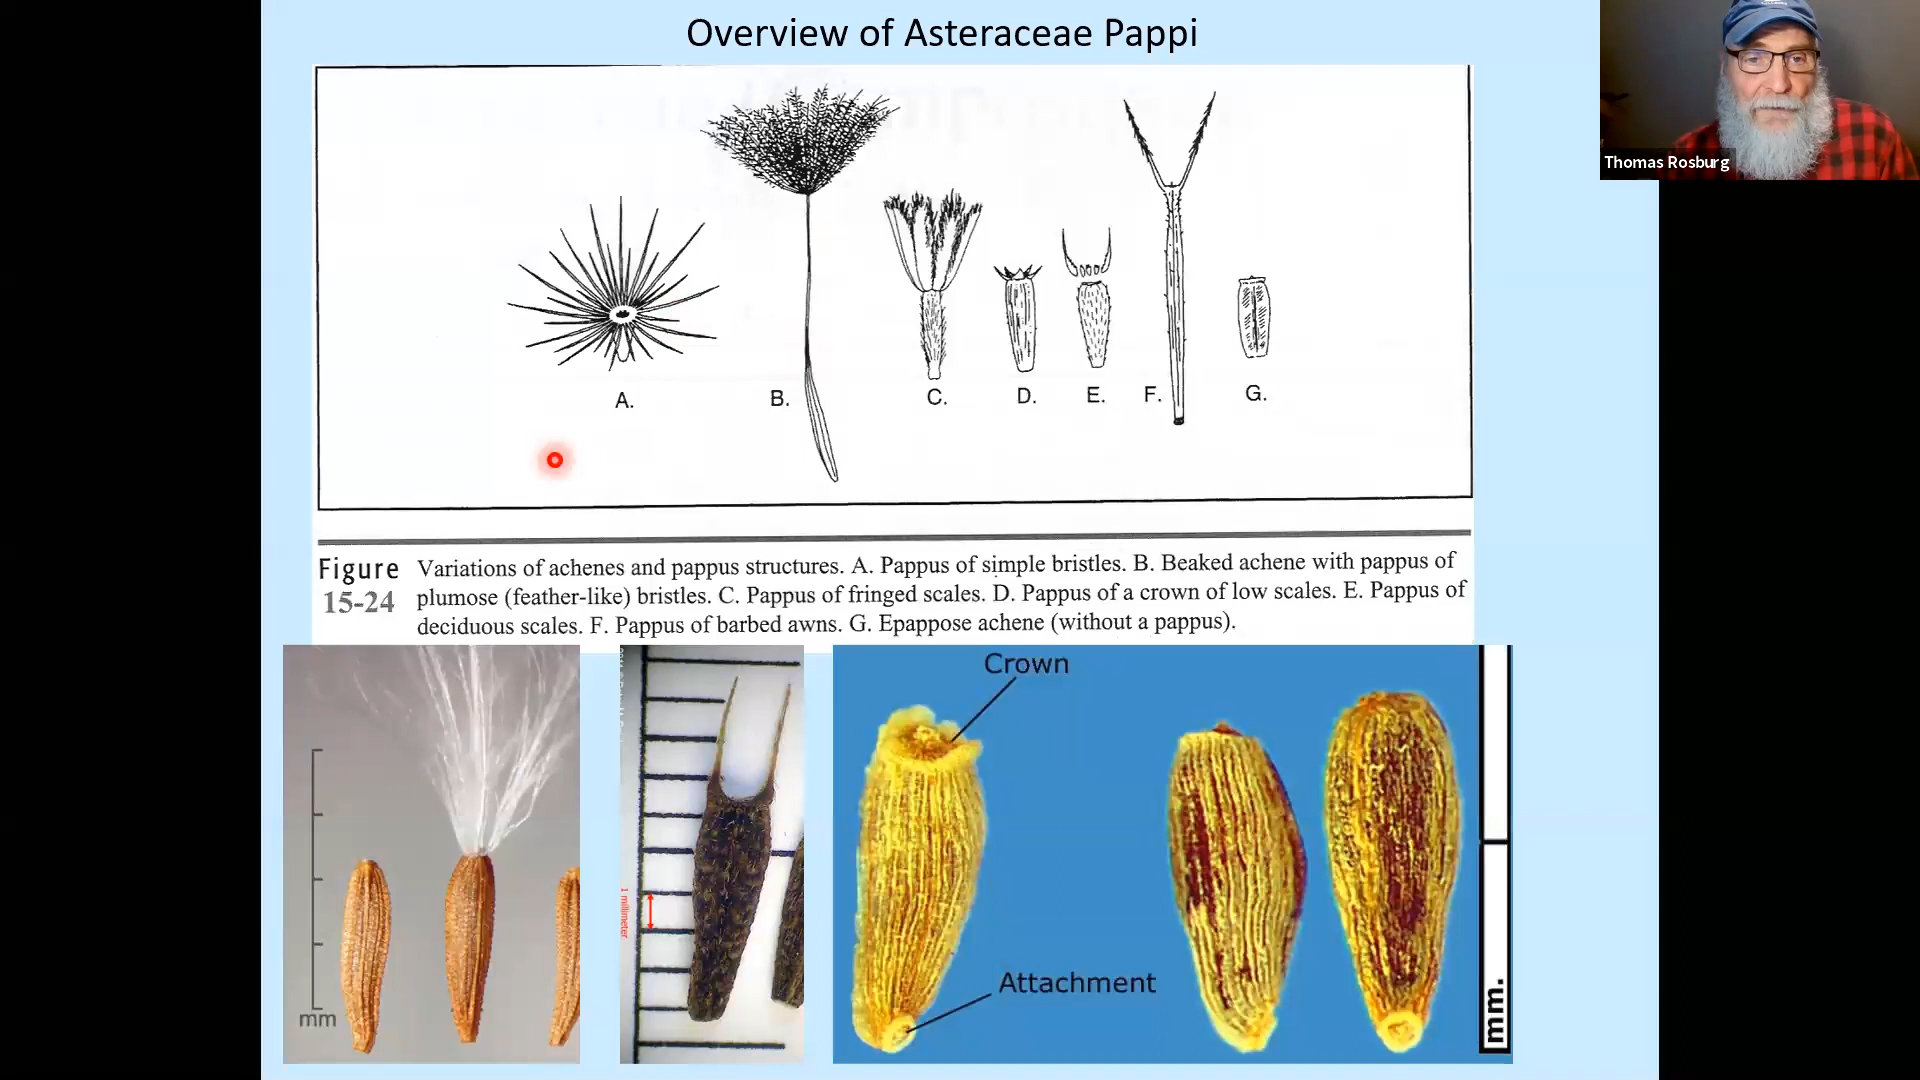 Overview of Asteraceae Pappi
Thomas Rosburg
A.
B.
C.
D.
E.
F.
G.
Figure 15-24
Variations of achenes and pappus structures. A. Pappus of simple bristles. B. Beaked achene with pappus of
plumose (feather-like) bristles. C. Pappus of fringed scales. D. Pappus of a crown of low scales. E. Pappus of
deciduous scales. F. Pappus of barbed awns. G. Epappose achene (without a pappus).
mm
1 millimeter
Crown
Attachment
mm.